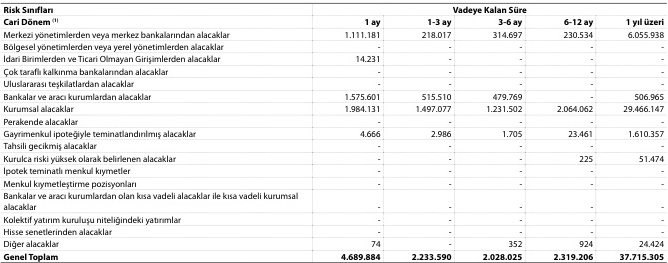 Risk Sınıfları Vadeye Kalan Süre
Cari Dönem (1) 1 ay 1-3 ay 3-6 ay 6-12 ay 1 yıl üzeri
Merkezi yönetimlerden veya merkez bankalarından alacaklar 1.111.181 218.017 314.697 230.534 6.055.938
Bölgesel yönetimlerden veya yerel yönetimlerden alacaklar - - - - -
İdari Birimlerden ve Ticari Olmayan Girişimlerden alacaklar 14.231 - - - -
Çok taraflı kalkınma bankalarından alacaklar - - - - -
Uluslararası teşkilatlardan alacaklar - - - - -
Bankalar ve aracı kurumlardan alacaklar 1.575.601 515.510 479.769 - 506.965
Kurumsal alacaklar 1.984.131 1.497.077 1.231.502 2.064.062 29.466.147
Perakende alacaklar - - - - -
Gayrimenkul ipoteğiyle teminatlandırılmış alacaklar 4.666 2.986 1.705 23.461 1.610.357
Tahsili gecikmiş alacaklar - - - - -
Kurulca riski yüksek olarak belirlenen alacaklar - - - 225 51.474
İpotek teminatlı menkul kıymetler - - - - -
Menkul kıymetleştirme pozisyonları - - - - -
Bankalar ve aracı kurumlardan olan kısa vadeli alacaklar ile kısa vadeli kurumsal
alacaklar - - - - -
Kolektif yatırım kuruluşu niteliğindeki yatırımlar - - - - -
Hisse senetlerinden alacaklar - - - - -
Diğer alacaklar 74 - 352 924 24.424
Genel Toplam 4.689.884 2.233.590 2.028.025 2.319.206 37.715.305